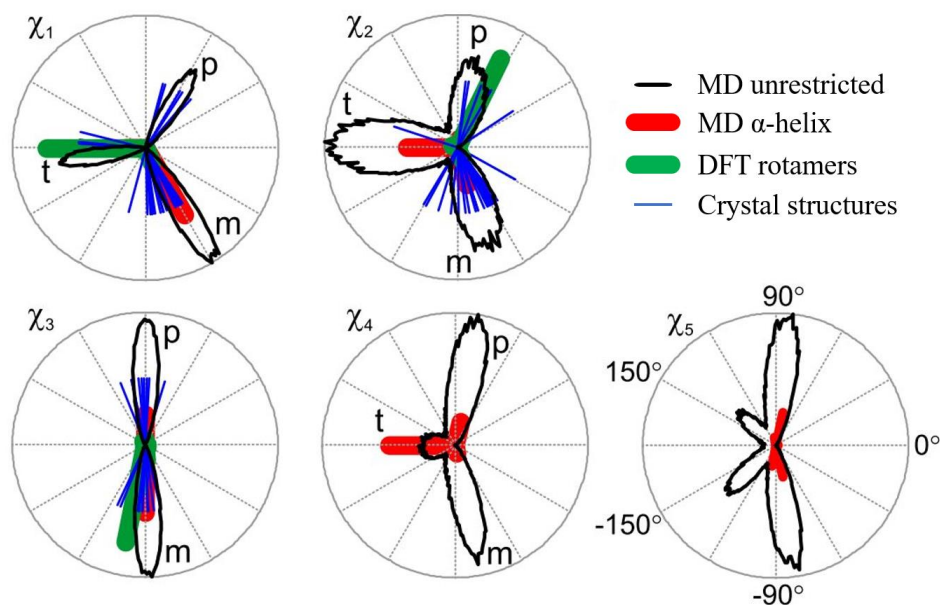 χ1
p
t
m
χ2
p
t
m
MD unrestricted
MD α-helix
DFT rotamers
Crystal structures
χ3
p
m
χ4
p
t
m
χ5
90°
150°
0°
-150°
-90°